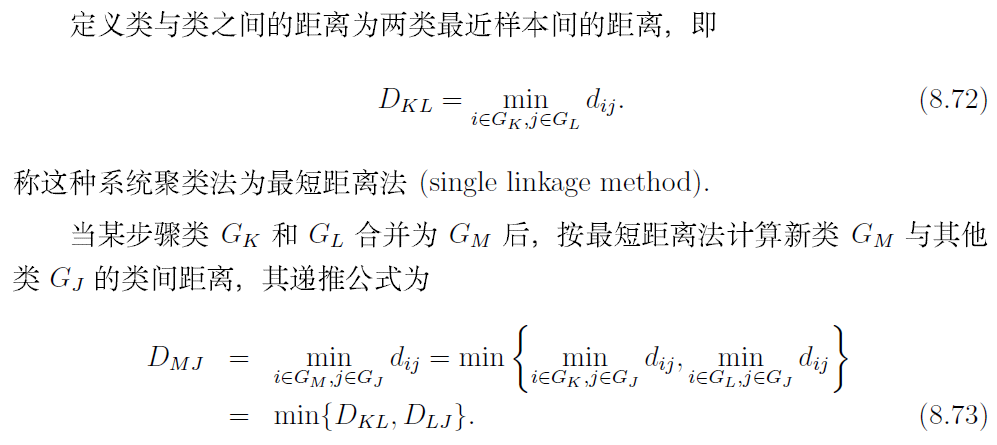 定义类与类之间的距离为两类最近样本间的距离，即
D_{KL} = \min_{i∈G_K, j∈G_L} d_{ij}. (8.72)
称这种系统聚类法为最短距离法 (single linkage method).
当某步骤类 G_K 和 G_L 合并为 G_M 后，按最短距离法计算新类 G_M 与其他
类 G_J 的类间距离，其递推公式为
D_{MJ} = \min_{i∈G_M, j∈G_J} d_{ij} = \min { \min_{i∈G_K, j∈G_J} d_{ij}, \min_{i∈G_L, j∈G_J} d_{ij} }
= \min{D_{KL}, D_{LJ}}. (8.73)